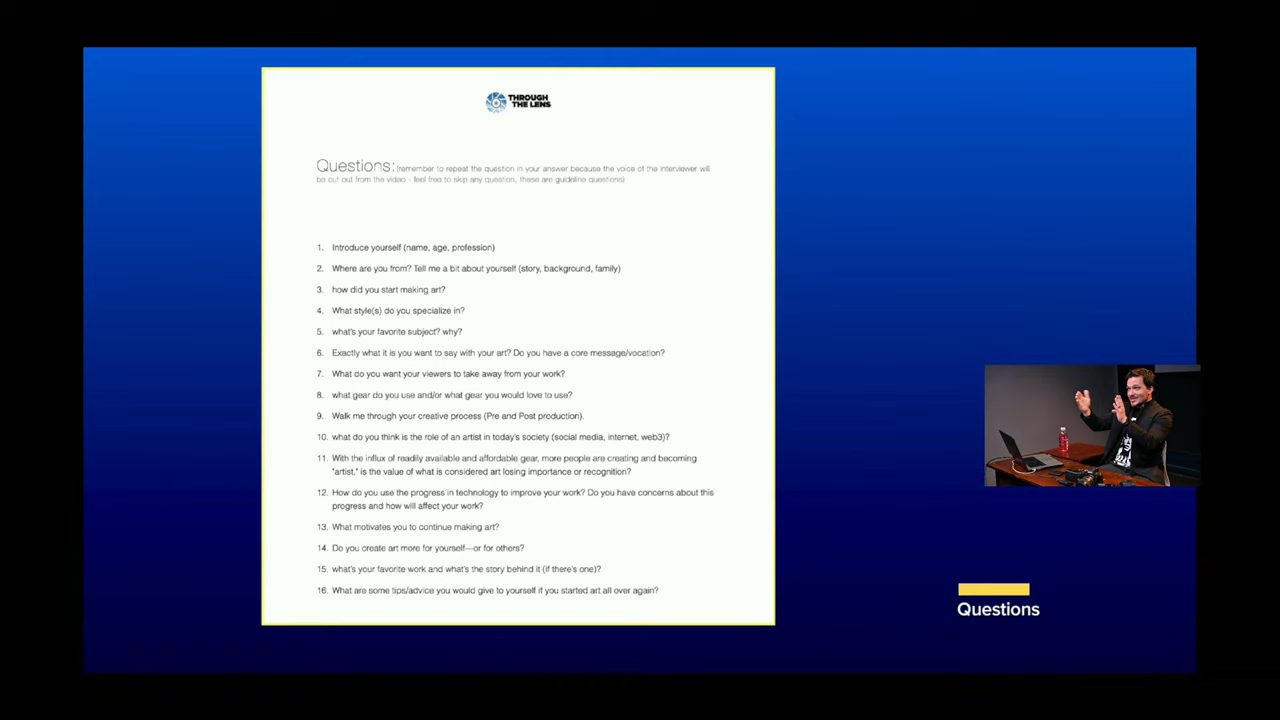 THROUGH
THE LENS
Questions: (remember to repeat the question in your answer because the voice of the interviewer will
be cut out from the video - feel free to skip any question, these are guideline questions)
1. Introduce yourself (name, age, profession)
2. Where are you from? Tell me a bit about yourself (story, background, family)
3. how did you start making art?
4. What style(s) do you specialize in?
5. what's your favorite subject? why?
6. Exactly what it is you want to say with your art? Do you have a core message/vocation?
7. What do you want your viewers to take away from your work?
8. what gear do you use and/or what gear you would love to use?
9. Walk me through your creative process (Pre and Post production).
10. what do you think is the role of an artist in today's society (social media, internet, web3)?
11. With the influx of readily available and affordable gear, more people are creating and becoming
"artist," is the value of what is considered art losing importance or recognition?
12. How do you use the progress in technology to improve your work? Do you have concerns about this
progress and how will affect your work?
13. What motivates you to continue making art?
14. Do you create art more for yourself—or for others?
15. what's your favorite work and what's the story behind it (if there's one)?
16. What are some tips/advice you would give to yourself if you started art all over again?
Questions